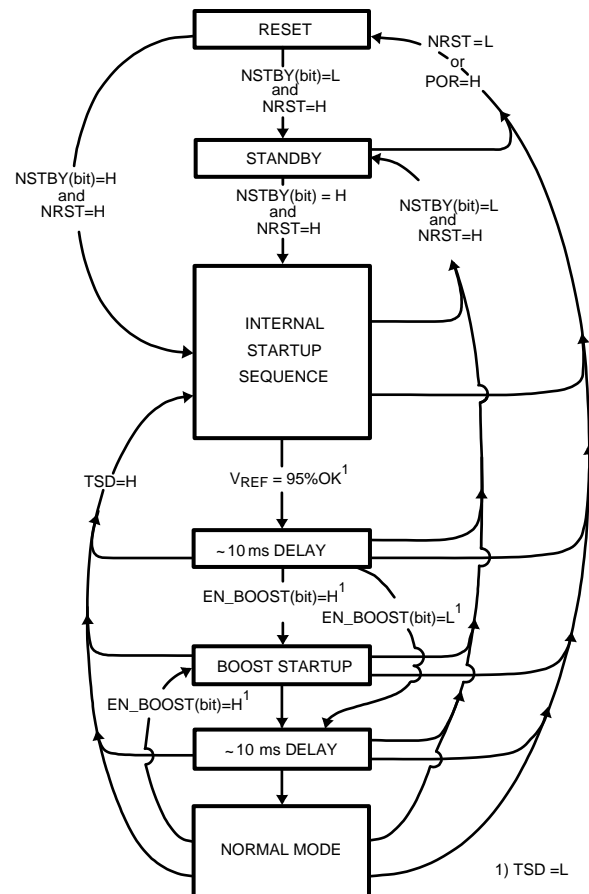 RESET
NRST=L
or
POR=H
NSTBY(bit)=L
and
NRST=H
STANDBY
NSTBY(bit)=H
and
NRST=H
NSTBY(bit) = H
and
NRST=H
NSTBY(bit)=L
and
NRST=H
INTERNAL
STARTUP
SEQUENCE
TSD=H
VREF = 95%OK¹
~10 ms DELAY
EN_BOOST(bit)=H¹
EN_BOOST(bit)=L¹
BOOST STARTUP
EN_BOOST(bit)=H¹
~10 ms DELAY
NORMAL MODE
1) TSD =L